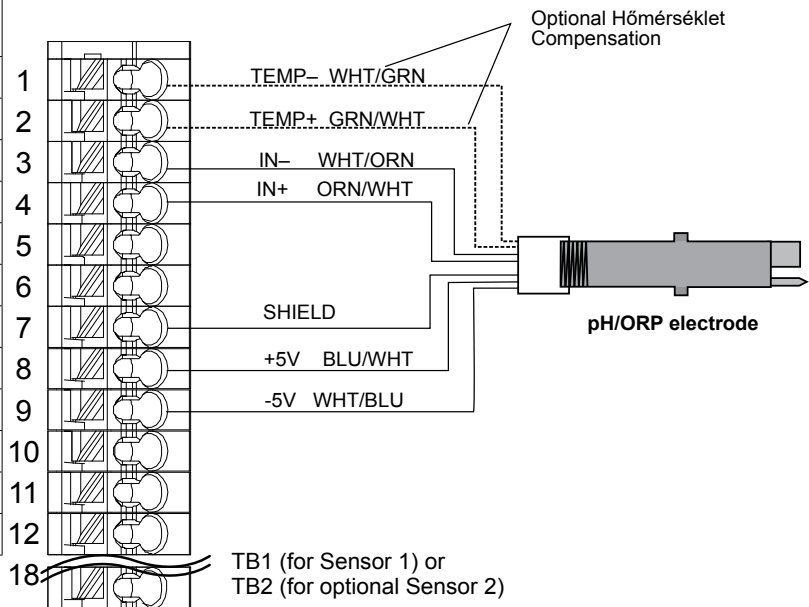 Optional Hőmérséklet
Compensation
1 TEMP– WHT/GRN
2 TEMP+ GRN/WHT
3 IN– WHT/ORN
4 IN+ ORN/WHT
5
6
7 SHIELD
8 +5V BLU/WHT
9 -5V WHT/BLU
10
11
12
18
pH/ORP electrode
TB1 (for Sensor 1) or
TB2 (for optional Sensor 2)